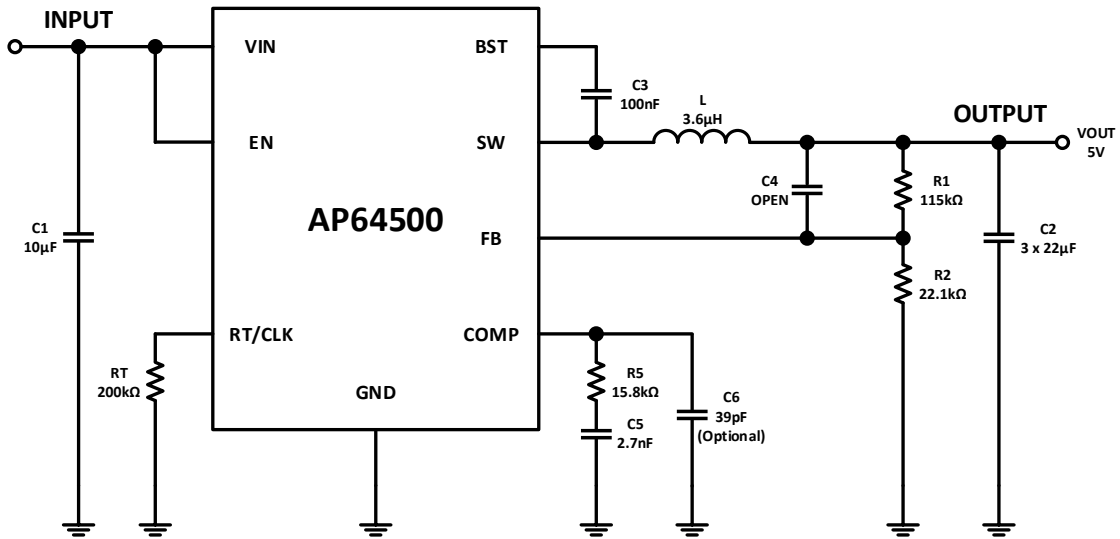 INPUT
VIN
BST
C3
100nF
L
3.6µH
OUTPUT
VOUT
5V
EN
SW
C4
OPEN
R1
115kΩ
AP64500
C1
10µF
FB
C2
3 x 22µF
R2
22.1kΩ
RT/CLK
COMP
RT
200kΩ
GND
R5
15.8kΩ
C6
39pF
(Optional)
C5
2.7nF